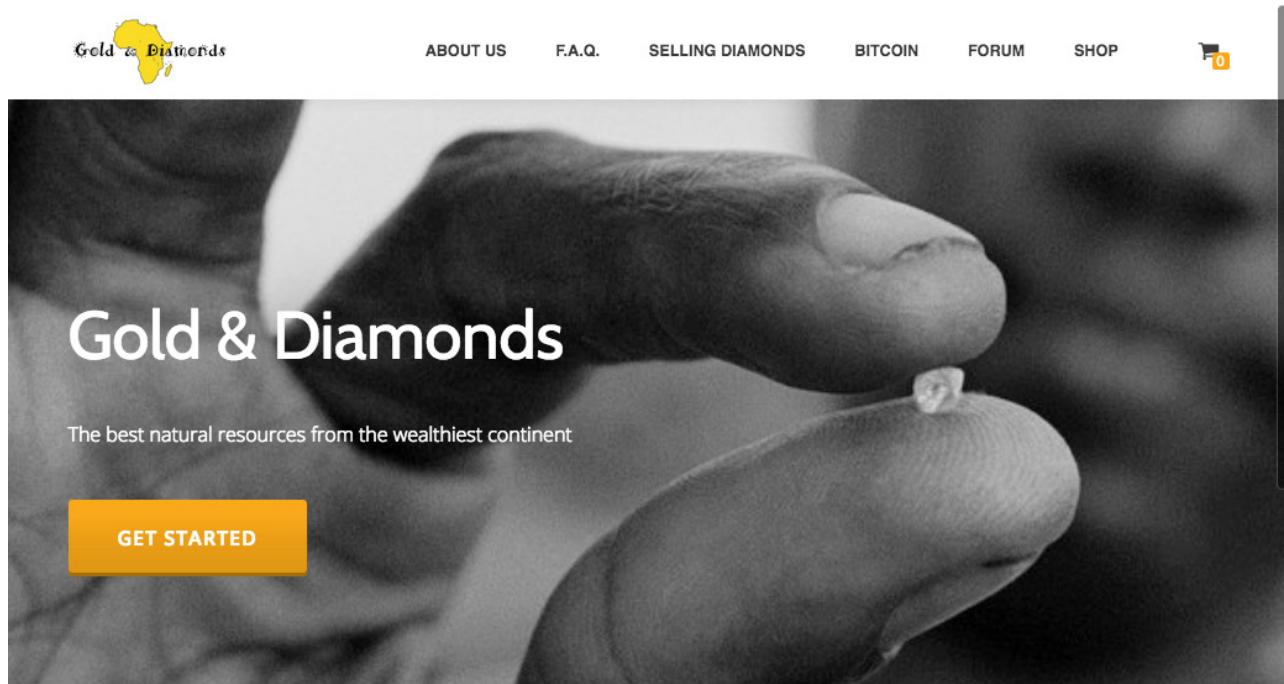 Gold & Diamonds
ABOUT US
F.A.Q.
SELLING DIAMONDS
BITCOIN
FORUM
SHOP
0
Gold & Diamonds
The best natural resources from the wealthiest continent
GET STARTED